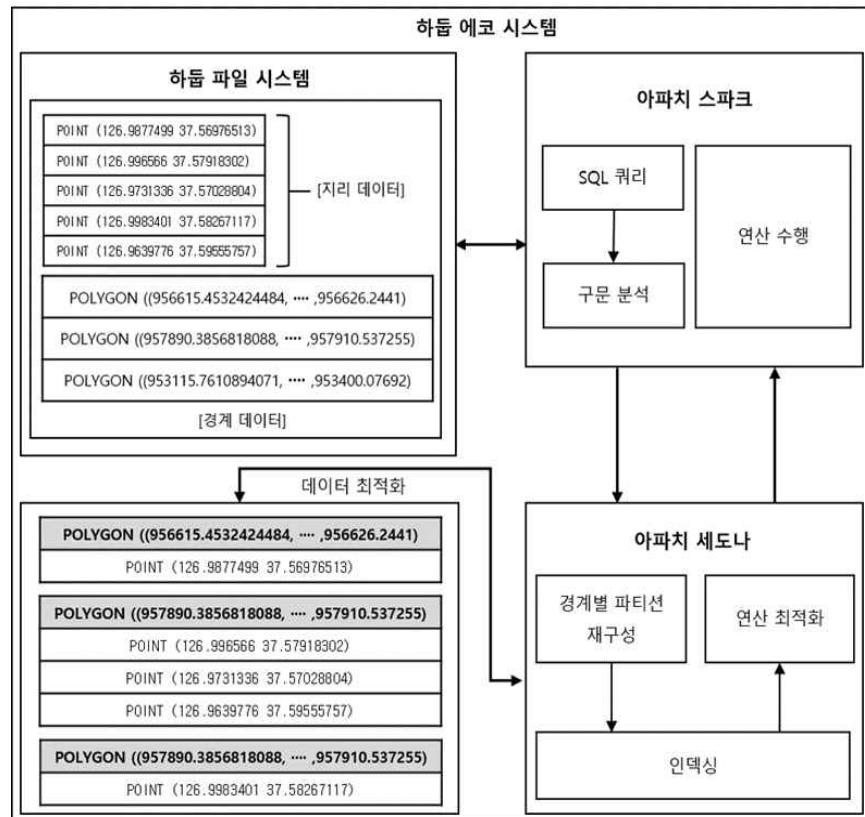 하둡 에코 시스템
하둡 파일 시스템
POINT (126.9877499 37.56976513)
POINT (126.996566 37.57918302)
POINT (126.9731336 37.57028804)
POINT (126.9983401 37.58267117)
POINT (126.9639776 37.59555757)
[지리 데이터]
POLYGON ((956615.4532424484, ···· ,956626.2441)
POLYGON ((957890.3856818088, ···· ,957910.537255)
POLYGON ((953115.7610894071, ···· ,953400.07692)
[경계 데이터]
아파치 스파크
SQL 쿼리
구문 분석
연산 수행
데이터 최적화
POLYGON ((956615.4532424484, ···· ,956626.2441)
POINT (126.9877499 37.56976513)
POLYGON ((957890.3856818088, ···· ,957910.537255)
POINT (126.996566 37.57918302)
POINT (126.9731336 37.57028804)
POINT (126.9639776 37.59555757)
POLYGON ((957890.3856818088, ···· ,957910.537255)
POINT (126.9983401 37.58267117)
아파치 세도나
경계별 파티션
재구성
연산 최적화
인덱싱